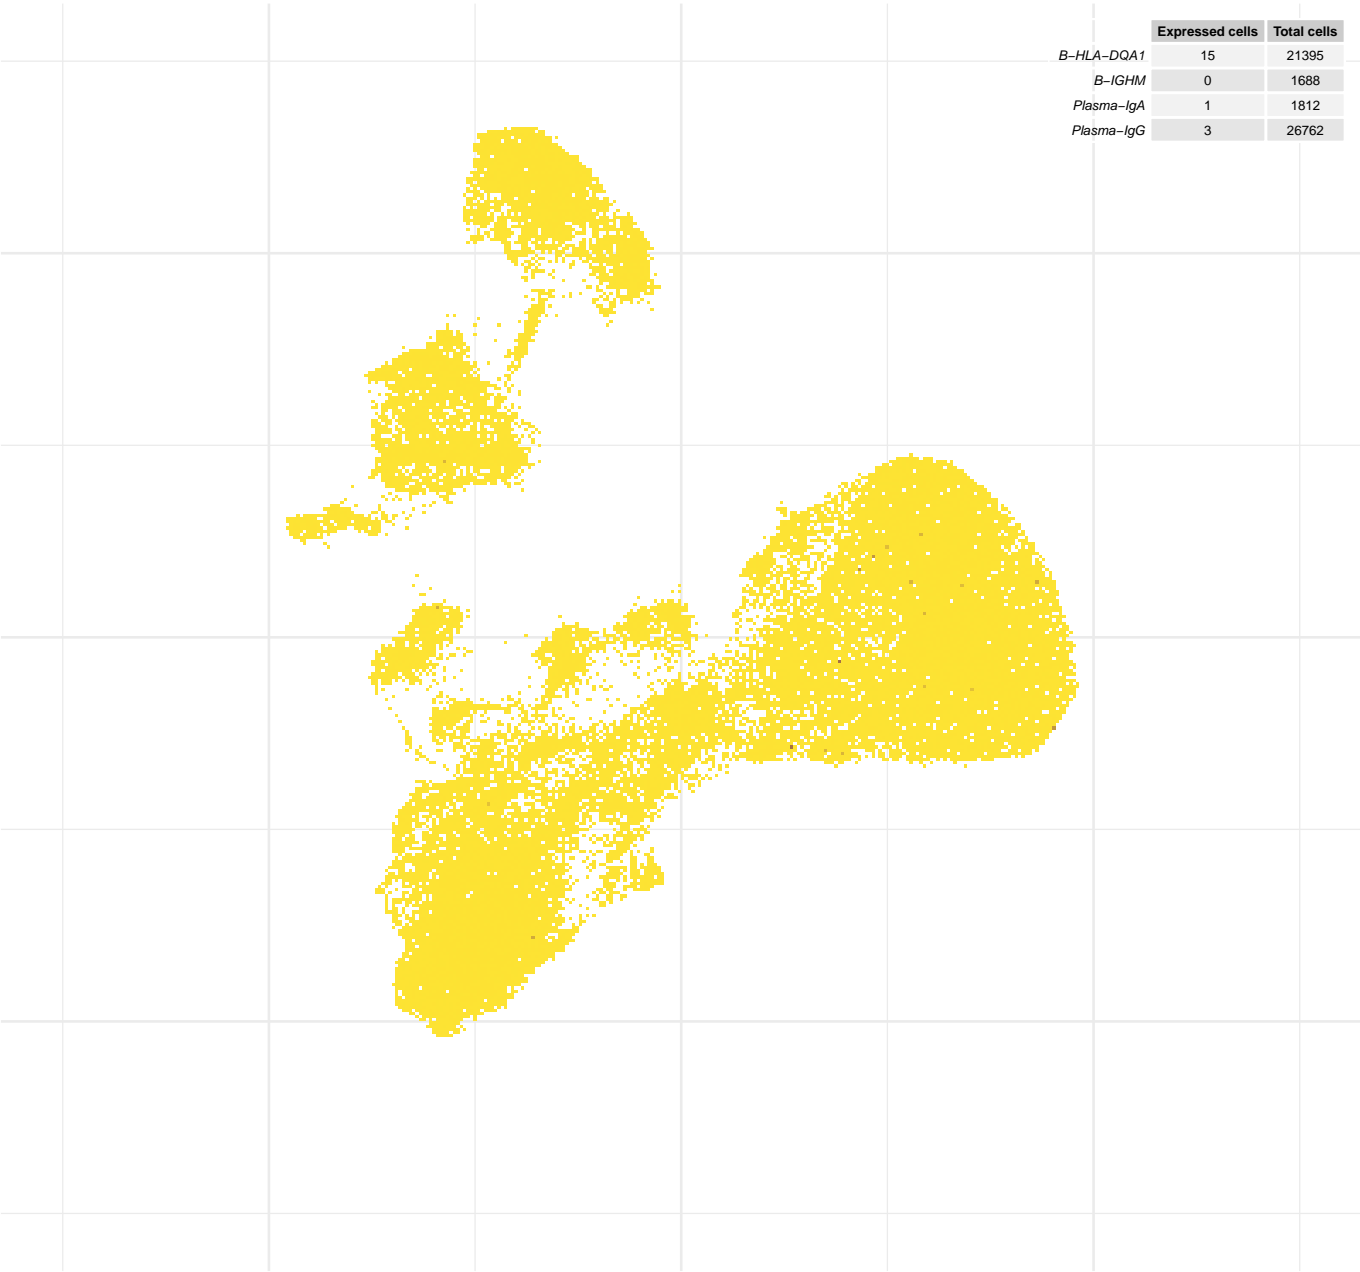 Expressed cells Total cells
B−HLA−DQA1 15 21395
B−IGHM 0 1688
Plasma−IgA 1 1812
Plasma−IgG 3 26762